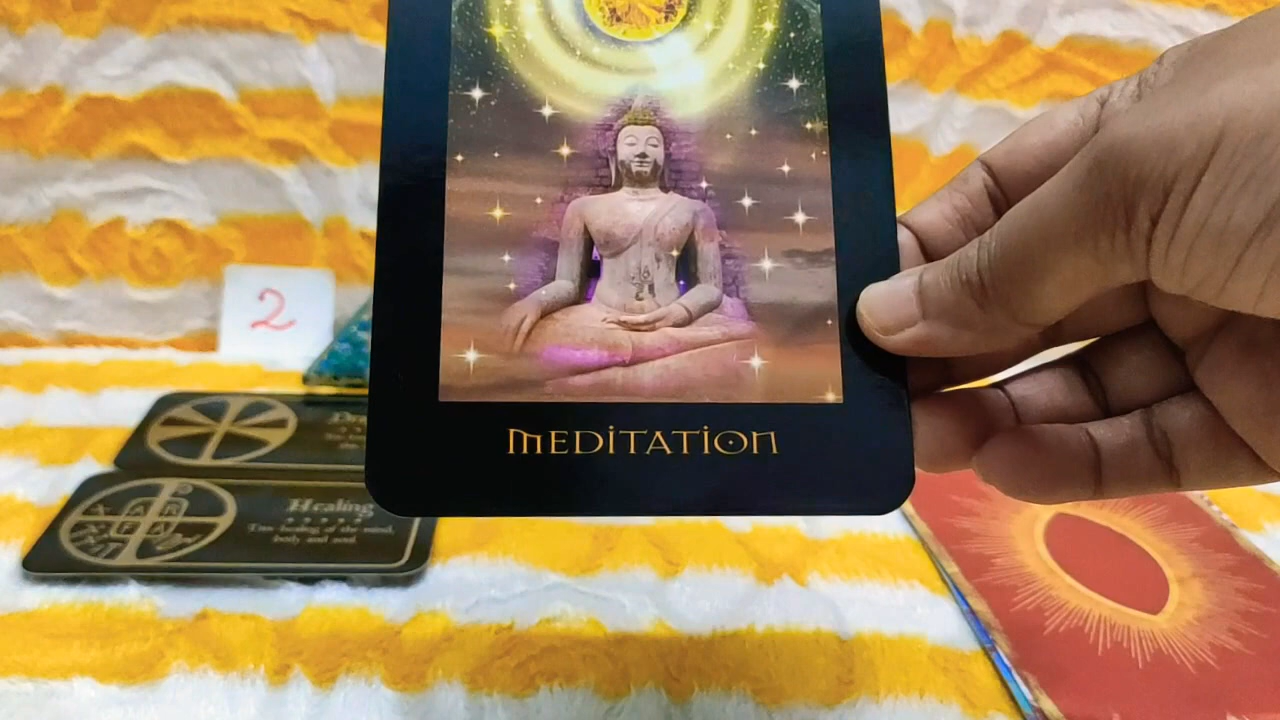 2
MEDITATION
Healing
The healing of the mind,
body and soul.